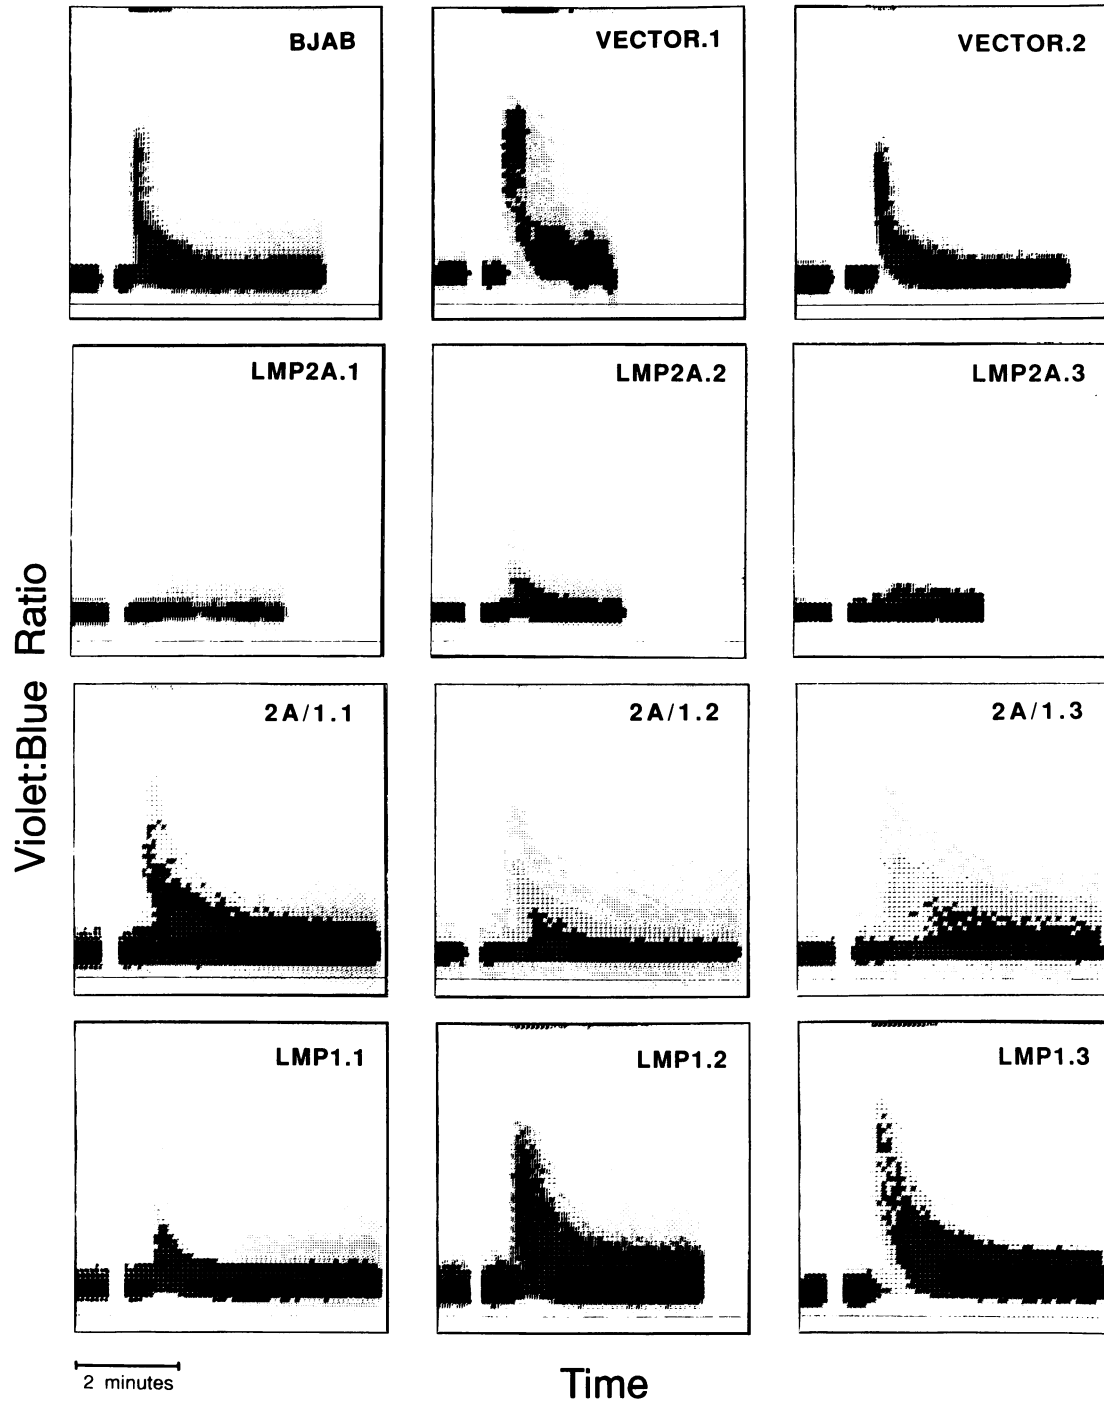 BJAB
VECTOR.1
VECTOR.2
LMP2A.1
LMP2A.2
LMP2A.3
2A/1.1
2A/1.2
2A/1.3
LMP1.1
LMP1.2
LMP1.3
Violet:Blue Ratio
2 minutes
Time